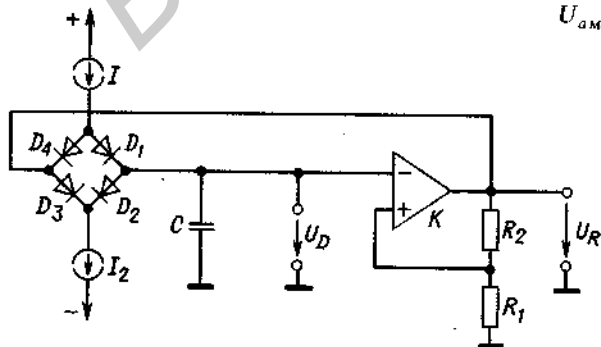 U_ам
+
I
D₄
D₁
D₃
D₂
C
U_D
−
+
K
R₂
U_R
I₂
R₁
~